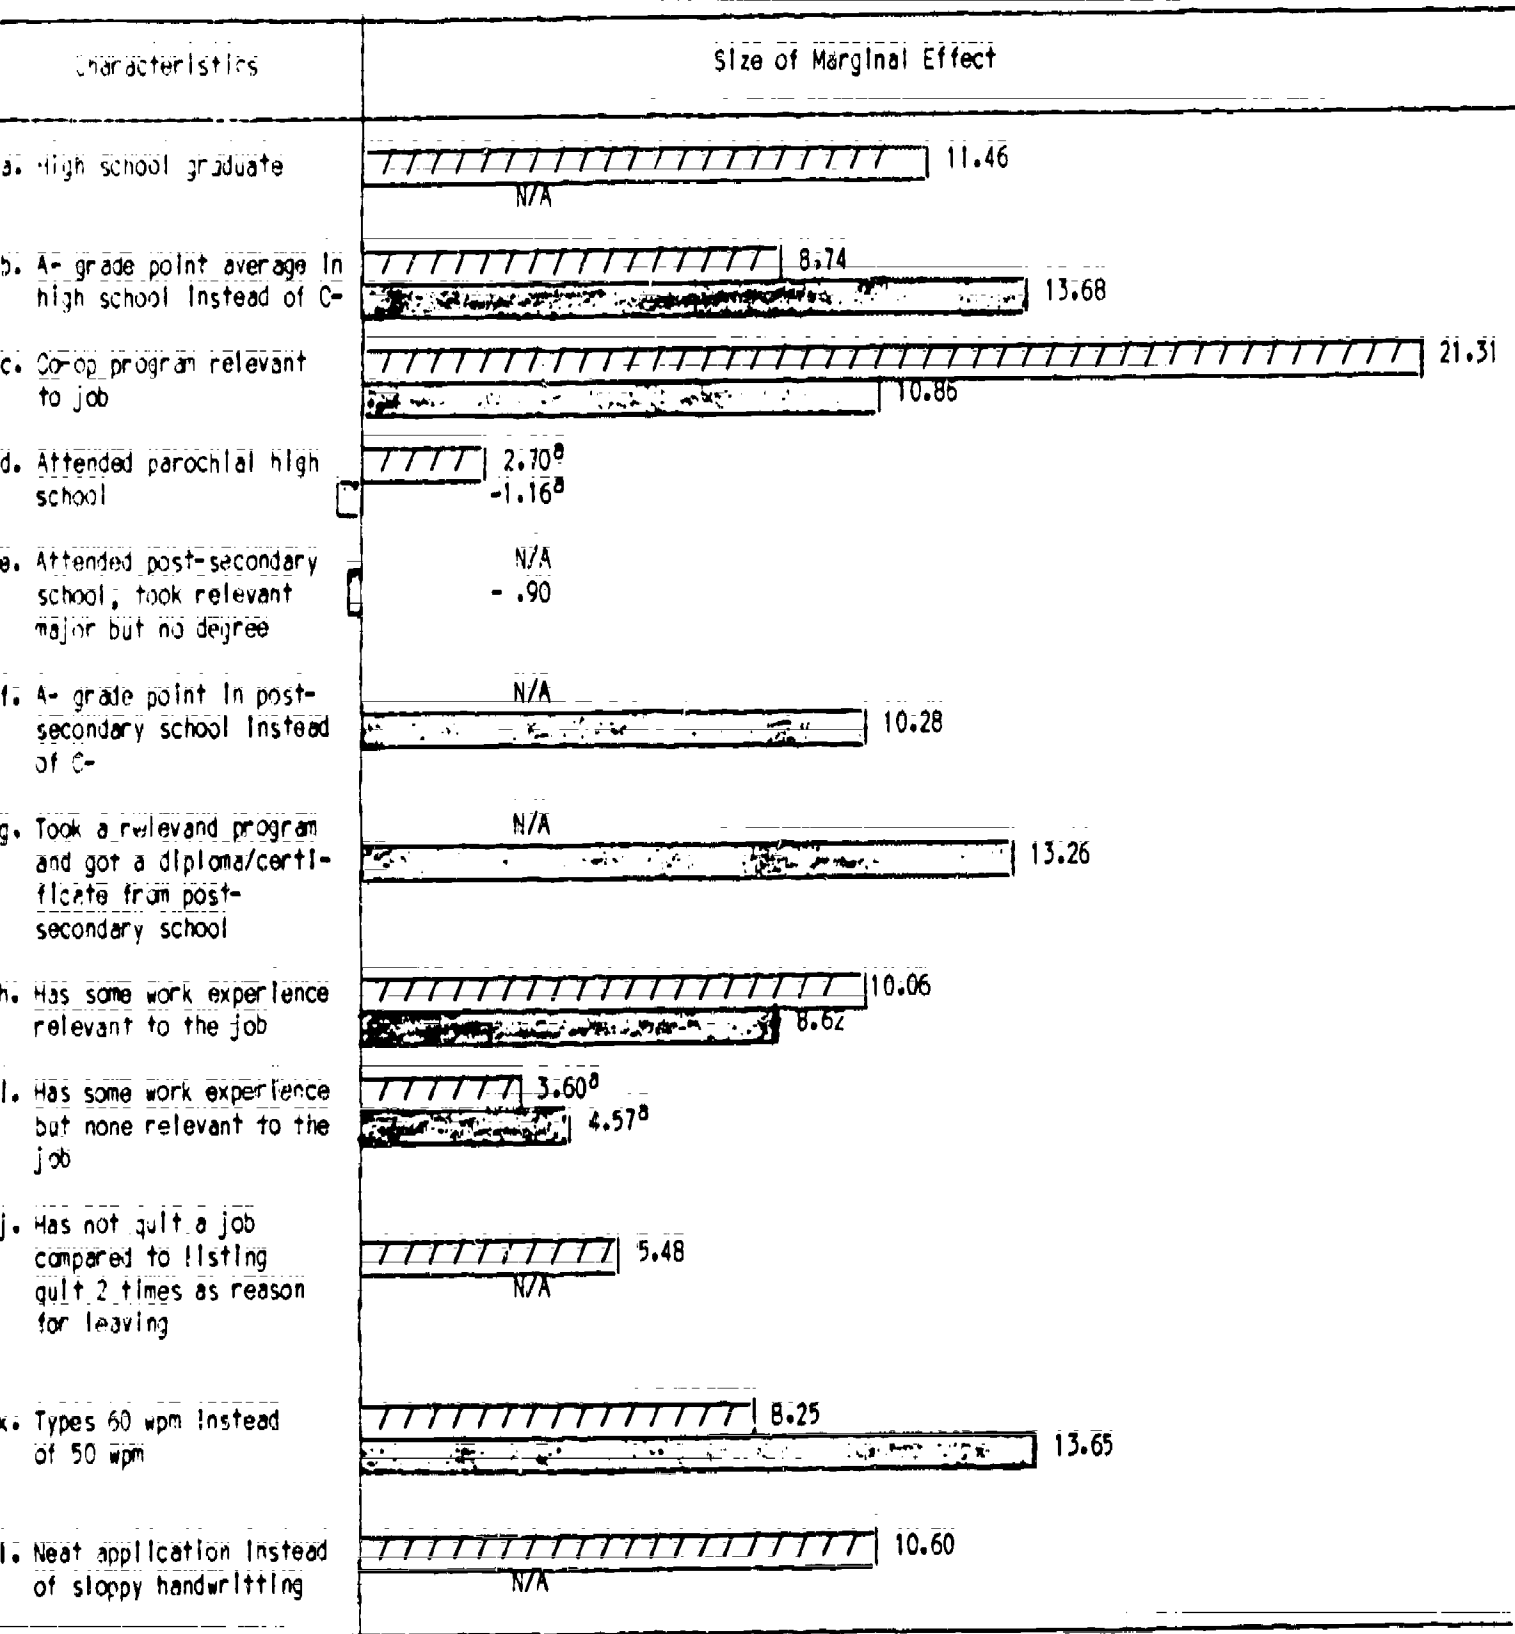 Characteristics
Size of Marginal Effect
a. High school graduate
11.46
N/A
b. A- grade point average in
high school instead of C-
8.74
13.68
c. Co-op program relevant
to job
21.31
10.86
d. Attended parochial high
school
2.70a
-1.16a
e. Attended post-secondary
school, took relevant
major but no degree
N/A
- .90
f. A- grade point in post-
secondary school instead
of C-
N/A
10.28
g. Took a relevand program
and got a diploma/certi-
ficate from post-
secondary school
N/A
13.26
h. Has some work experience
relevant to the job
10.06
8.62
i. Has some work experience
but none relevant to the
job
3.60a
4.57a
j. Has not quit a job
compared to listing
quit 2 times as reason
for leaving
5.48
N/A
k. Types 60 wpm instead
of 50 wpm
8.25
13.65
l. Neat application instead
of sloppy handwritting
10.60
N/A